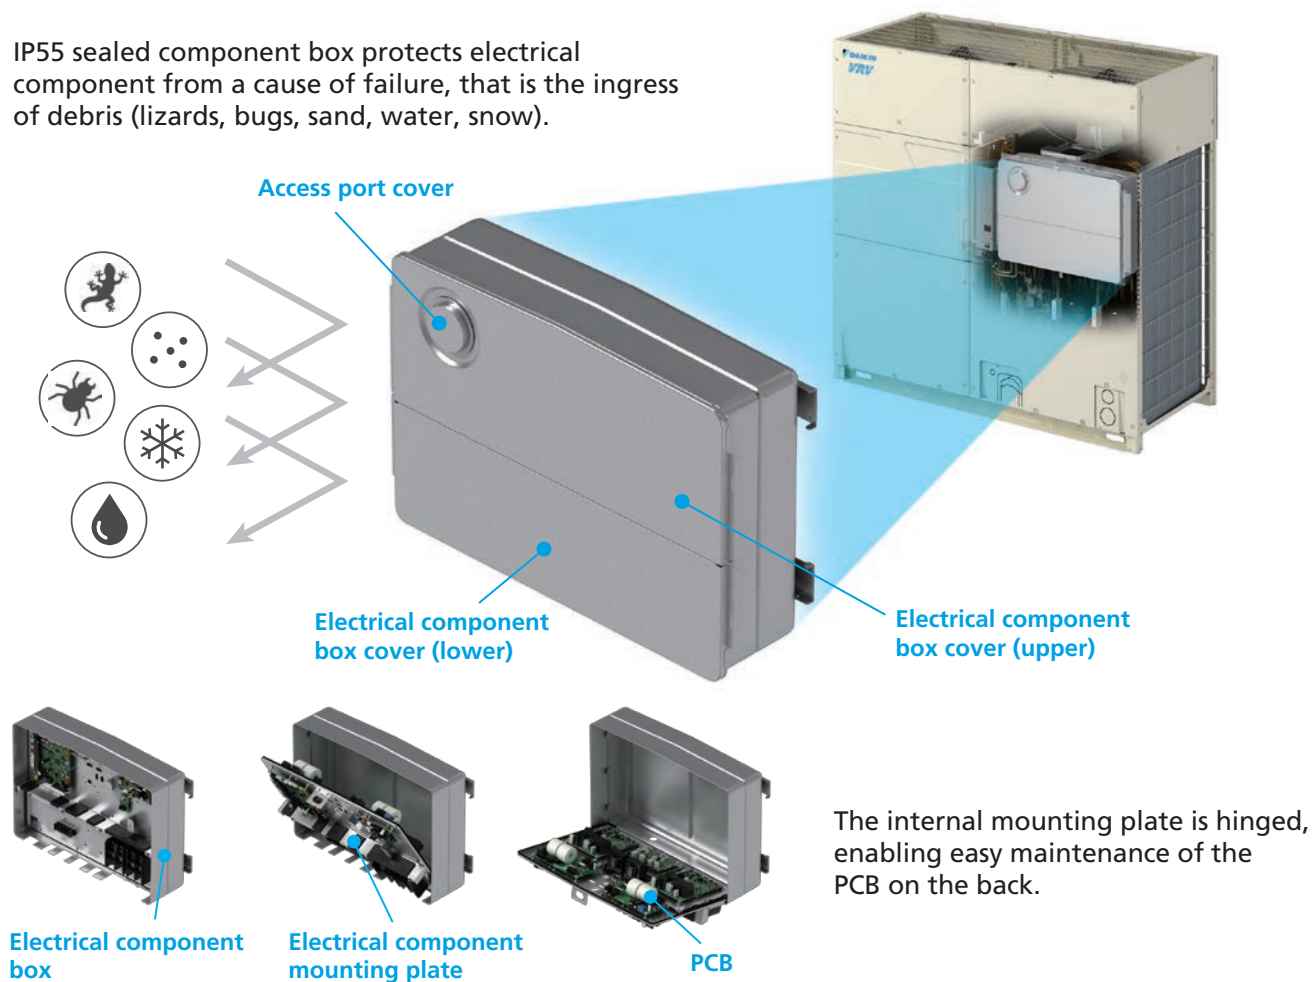 IP55 sealed component box protects electrical
component from a cause of failure, that is the ingress
of debris (lizards, bugs, sand, water, snow).
DAIKIN
VRV
Access port cover
Electrical component
box cover (lower)
Electrical component
box cover (upper)
The internal mounting plate is hinged,
enabling easy maintenance of the
PCB on the back.
Electrical component
box
Electrical component
mounting plate
PCB